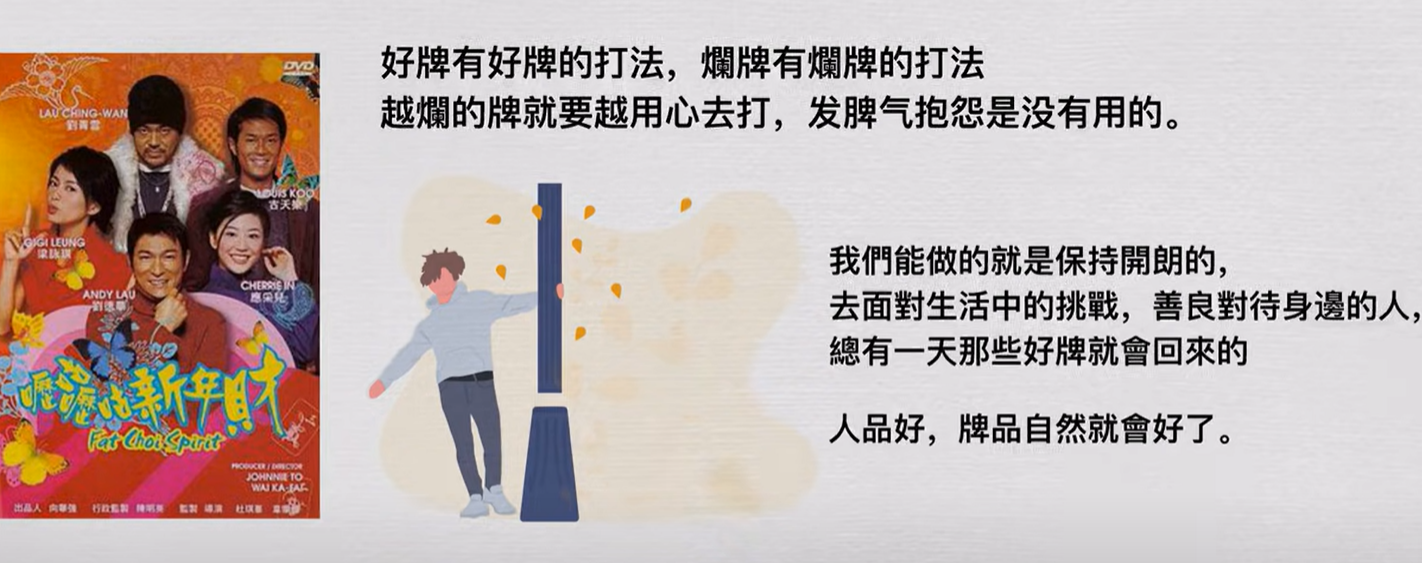 DVD
LAU CHING-WAN
劉青雲
LOUIS KOO
古天樂
GIGI LEUNG
梁詠琪
CHERRIE IN
應采兒
ANDY LAU
劉德華
嚦咕嚦咕新年財
Fat Choi Spirit
PRODUCER / DIRECTOR
JOHNNIE TO
WAI KA-FAI
出品人 向華強 行政監製 陳明英 監製 導演 杜琪峯 韋家輝
好牌有好牌的打法，爛牌有爛牌的打法
越爛的牌就要越用心去打，发脾气抱怨是没有用的。
我們能做的就是保持開朗的，
去面對生活中的挑戰，善良對待身邊的人，
總有一天那些好牌就會回來的
人品好，牌品自然就會好了。